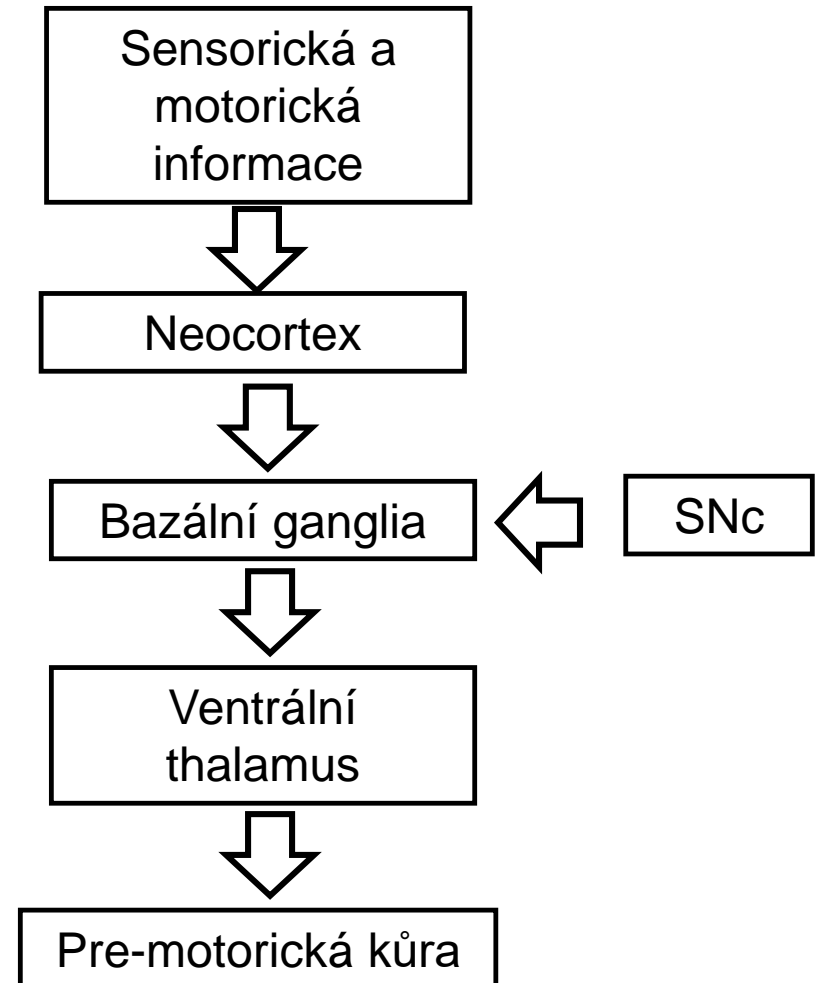 Sensorická a
motorická
informace
Neocortex
Bazální ganglia
SNc
Ventrální
thalamus
Pre-motorická kůra